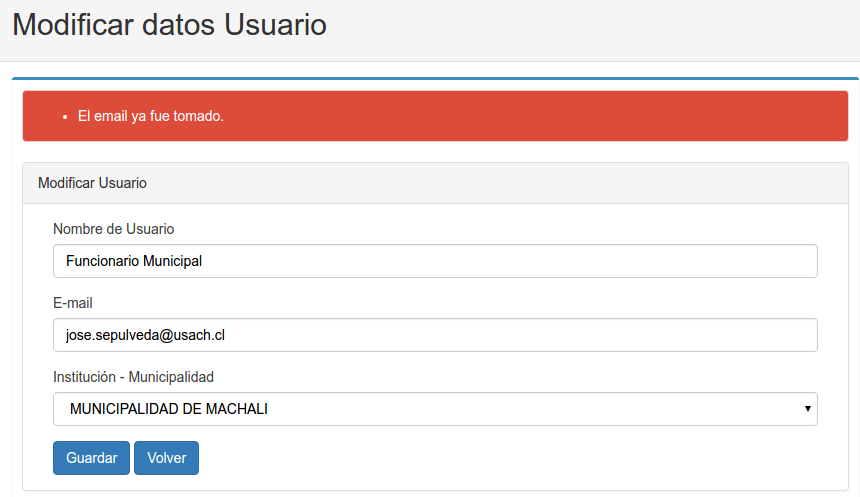 Modificar datos Usuario
El email ya fue tomado.
Modificar Usuario
Nombre de Usuario
Funcionario Municipal
E-mail
jose.sepulveda@usach.cl
Institución - Municipalidad
MUNICIPALIDAD DE MACHALI
Guardar Volver